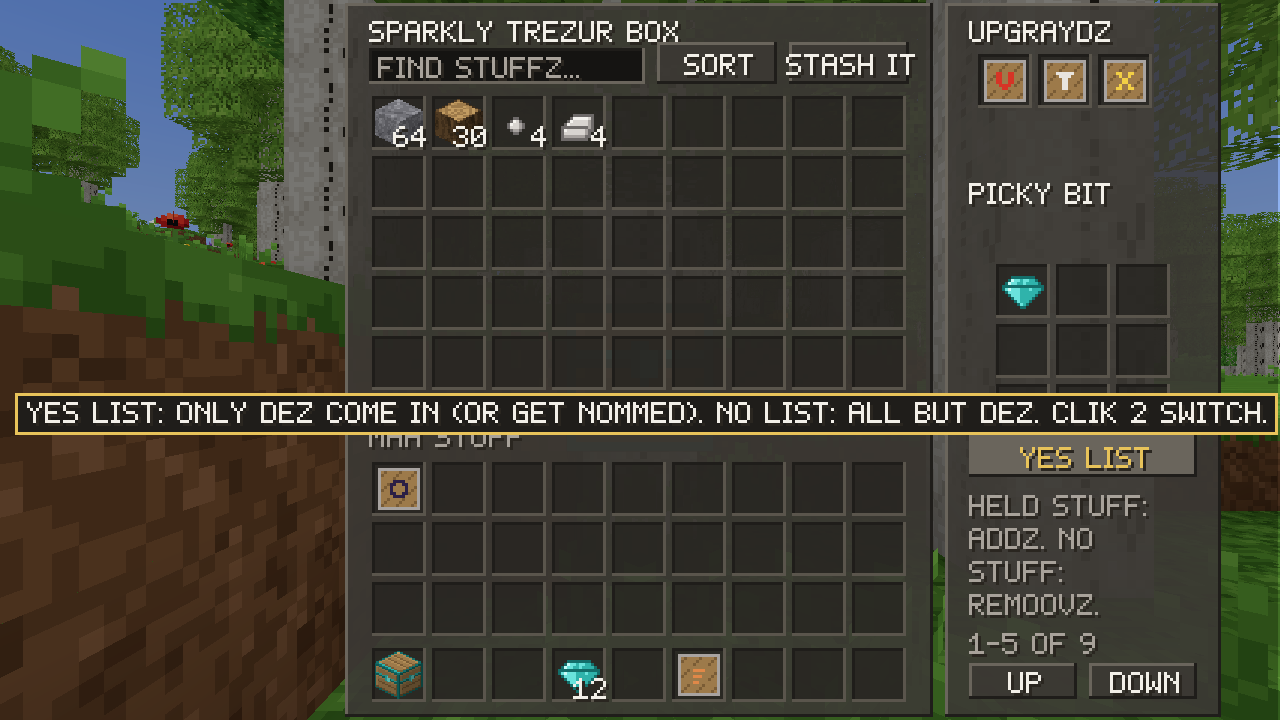 SPARKLY TREZUR BOX
FIND STUFFZ...
SORT
STASH IT
UPGRAYDZ
V
T
X
64
30
4
4
PICKY BIT
YES LIST: ONLY DEZ COME IN (OR GET NOMMED). NO LIST: ALL BUT DEZ. CLIK 2 SWITCH.
MAH STUFF
YES LIST
HELD STUFF:
ADDZ. NO
STUFF:
REMOOVZ.
1-5 OF 9
UP
DOWN
12